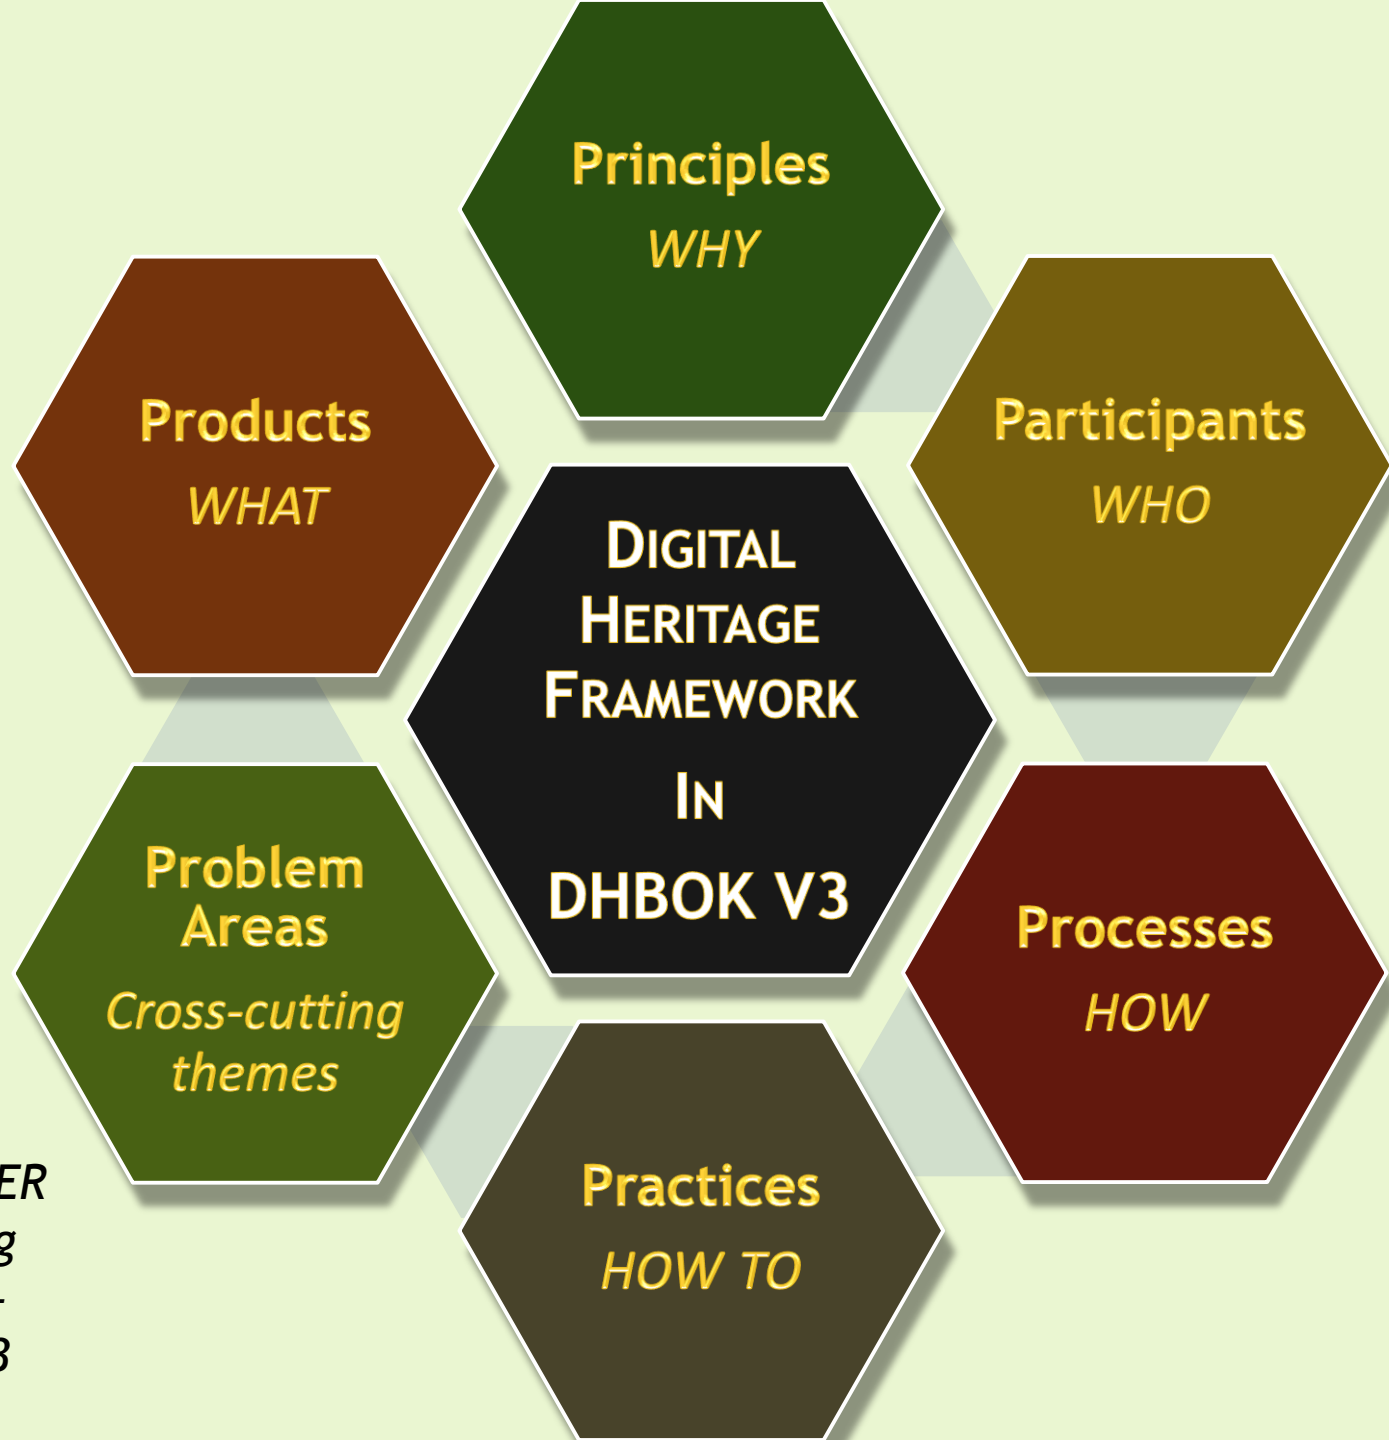 Principles
WHY
Products
WHAT
Participants
WHO
DIGITAL
HERITAGE
FRAMEWORK
IN
DHBOK V3
Problem
Areas
Cross-cutting
themes
Processes
HOW
Practices
HOW TO